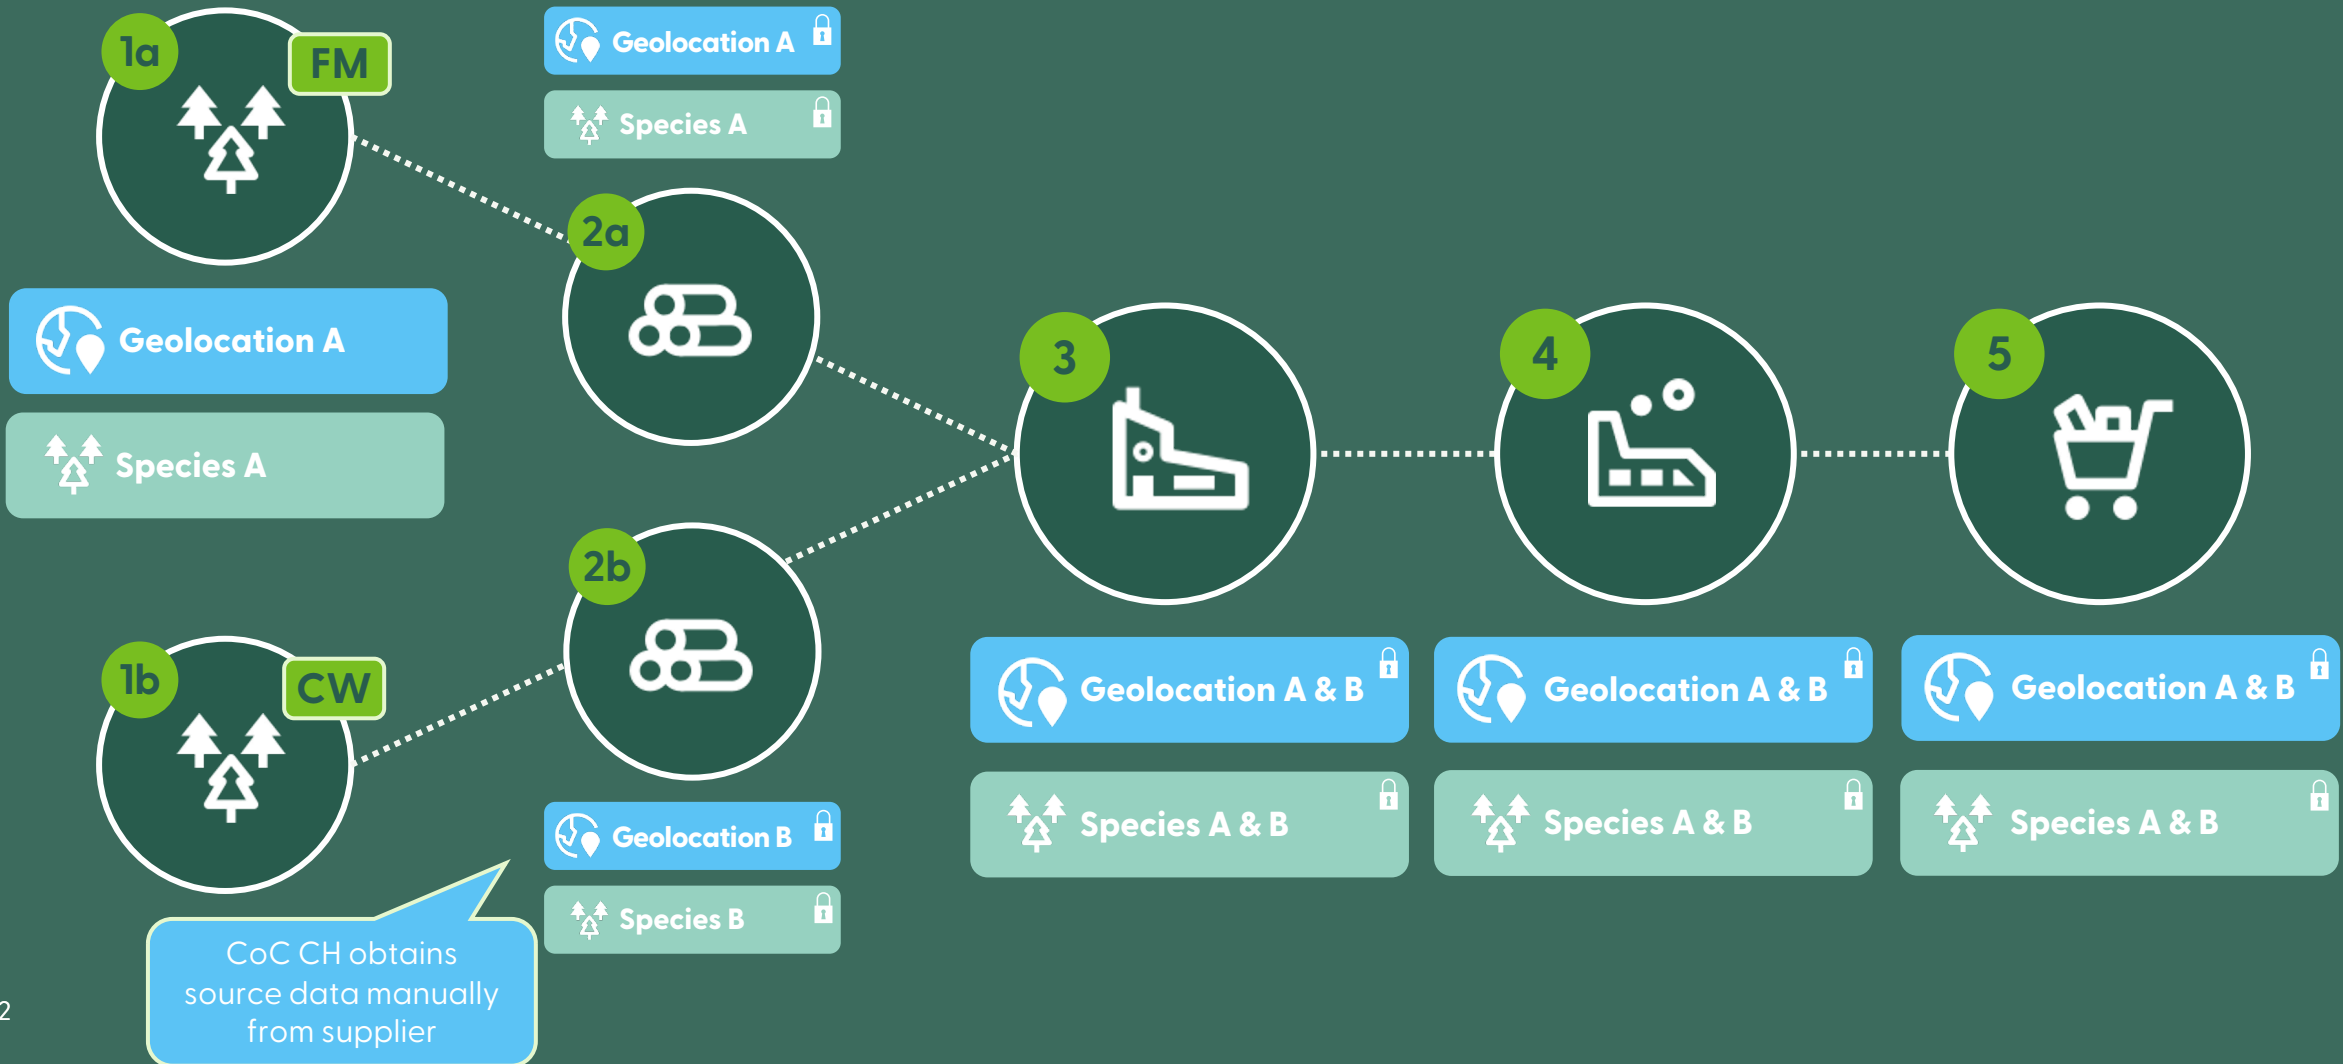 1a
FM
Geolocation A
Species A
Geolocation A
Species A
2a
3
4
5
2b
1b
CW
Geolocation A & B
Geolocation A & B
Geolocation A & B
Species A & B
Species A & B
Species A & B
Geolocation B
Species B
CoC CH obtains
source data manually
from supplier
2